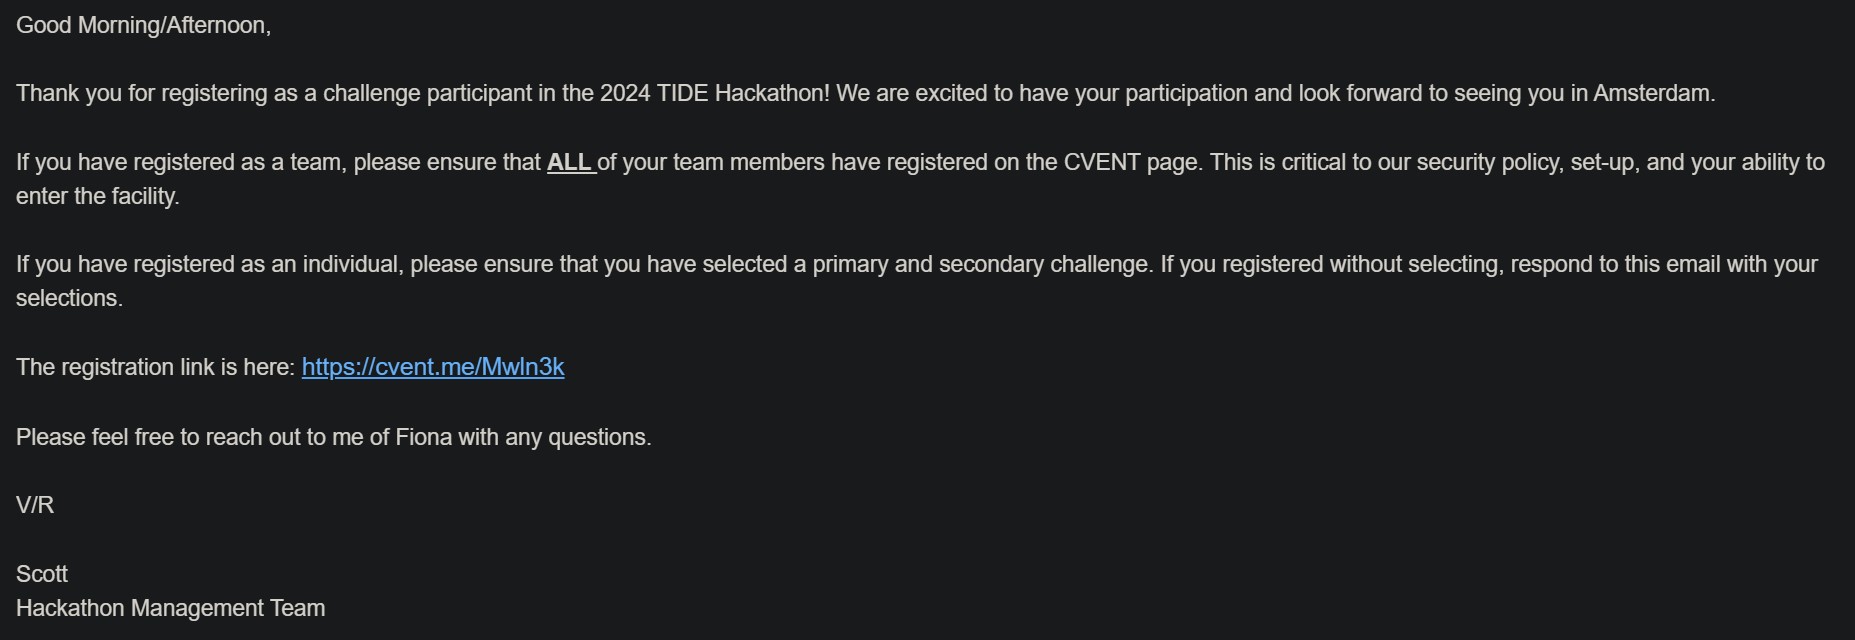 Good Morning/Afternoon,
Thank you for registering as a challenge participant in the 2024 TIDE Hackathon! We are excited to have your participation and look forward to seeing you in Amsterdam.
If you have registered as a team, please ensure that ALL of your team members have registered on the CVENT page. This is critical to our security policy, set-up, and your ability to
enter the facility.
If you have registered as an individual, please ensure that you have selected a primary and secondary challenge. If you registered without selecting, respond to this email with your
selections.
The registration link is here: https://cvent.me/Mwln3k
Please feel free to reach out to me of Fiona with any questions.
V/R
Scott
Hackathon Management Team